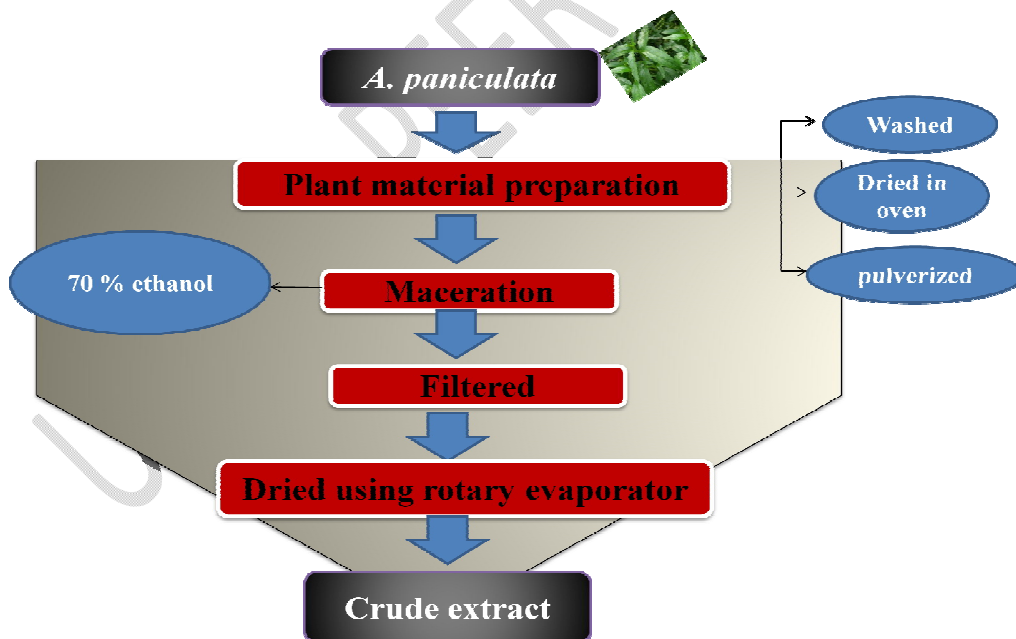 A. paniculata
Washed
Plant material preparation
Dried in
oven
70 % ethanol
Maceration
pulverized
Filtered
Dried using rotary evaporator
Crude extract